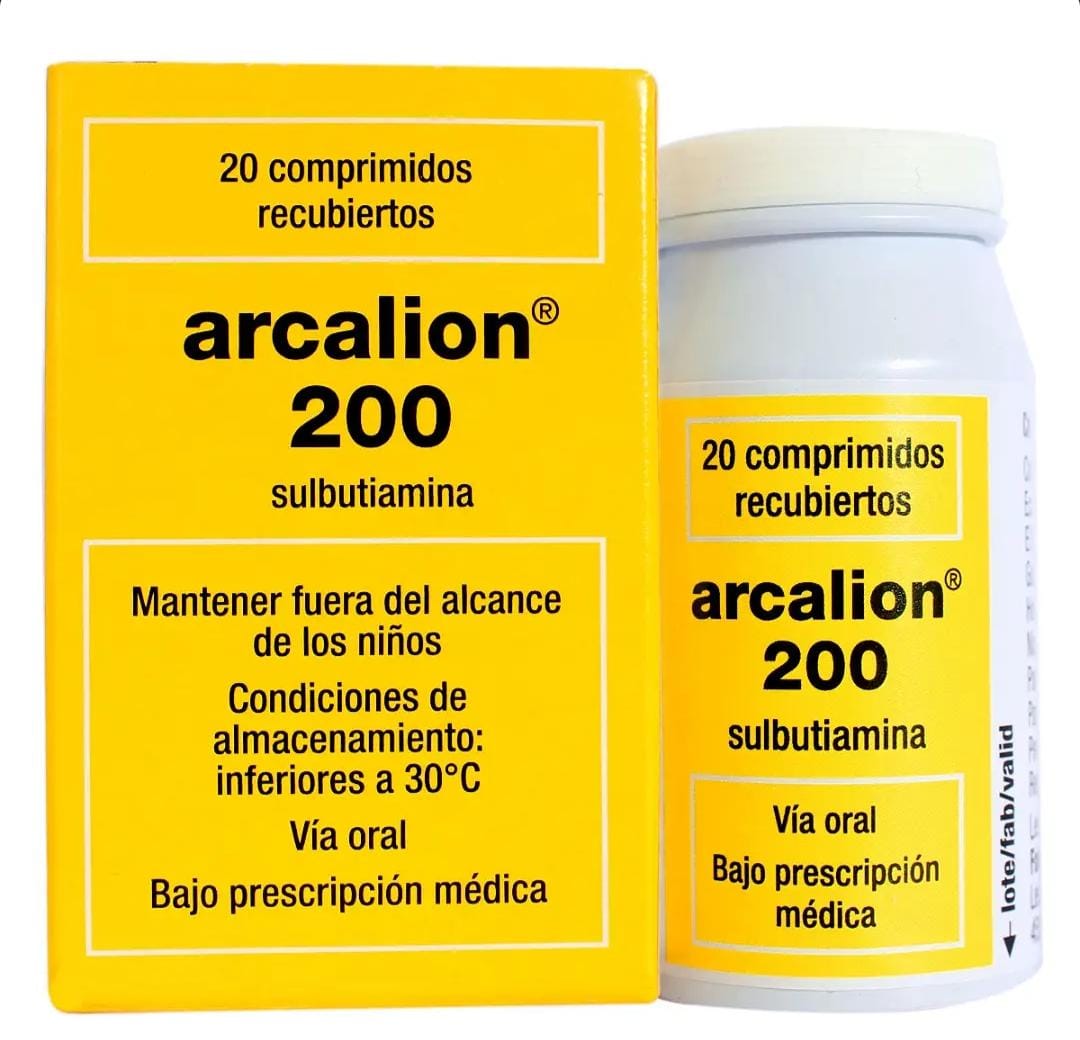 20 comprimidos
recubiertos
arcalion®
200
sulbutiamina
Mantener fuera del alcance
de los niños
Condiciones de
almacenamiento:
inferiores a 30°C
Vía oral
Bajo prescripción médica
20 comprimidos
recubiertos
arcalion®
200
sulbutiamina
Vía oral
Bajo prescripción
médica
← lote/fab/valid